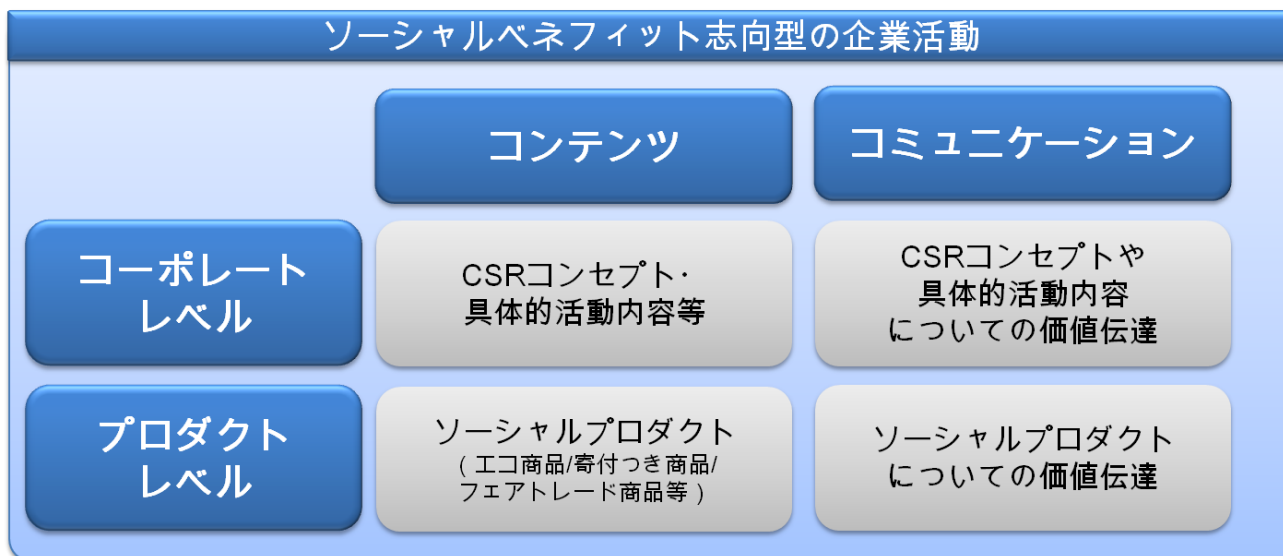 ソーシャルベネフィット志向型の企業活動
コンテンツ
コミュニケーション
コーポレート
レベル
CSRコンセプト・
具体的活動内容等
CSRコンセプトや
具体的活動内容
についての価値伝達
プロダクト
レベル
ソーシャルプロダクト
（エコ商品/寄付つき商品/
フェアトレード商品等）
ソーシャルプロダクト
についての価値伝達